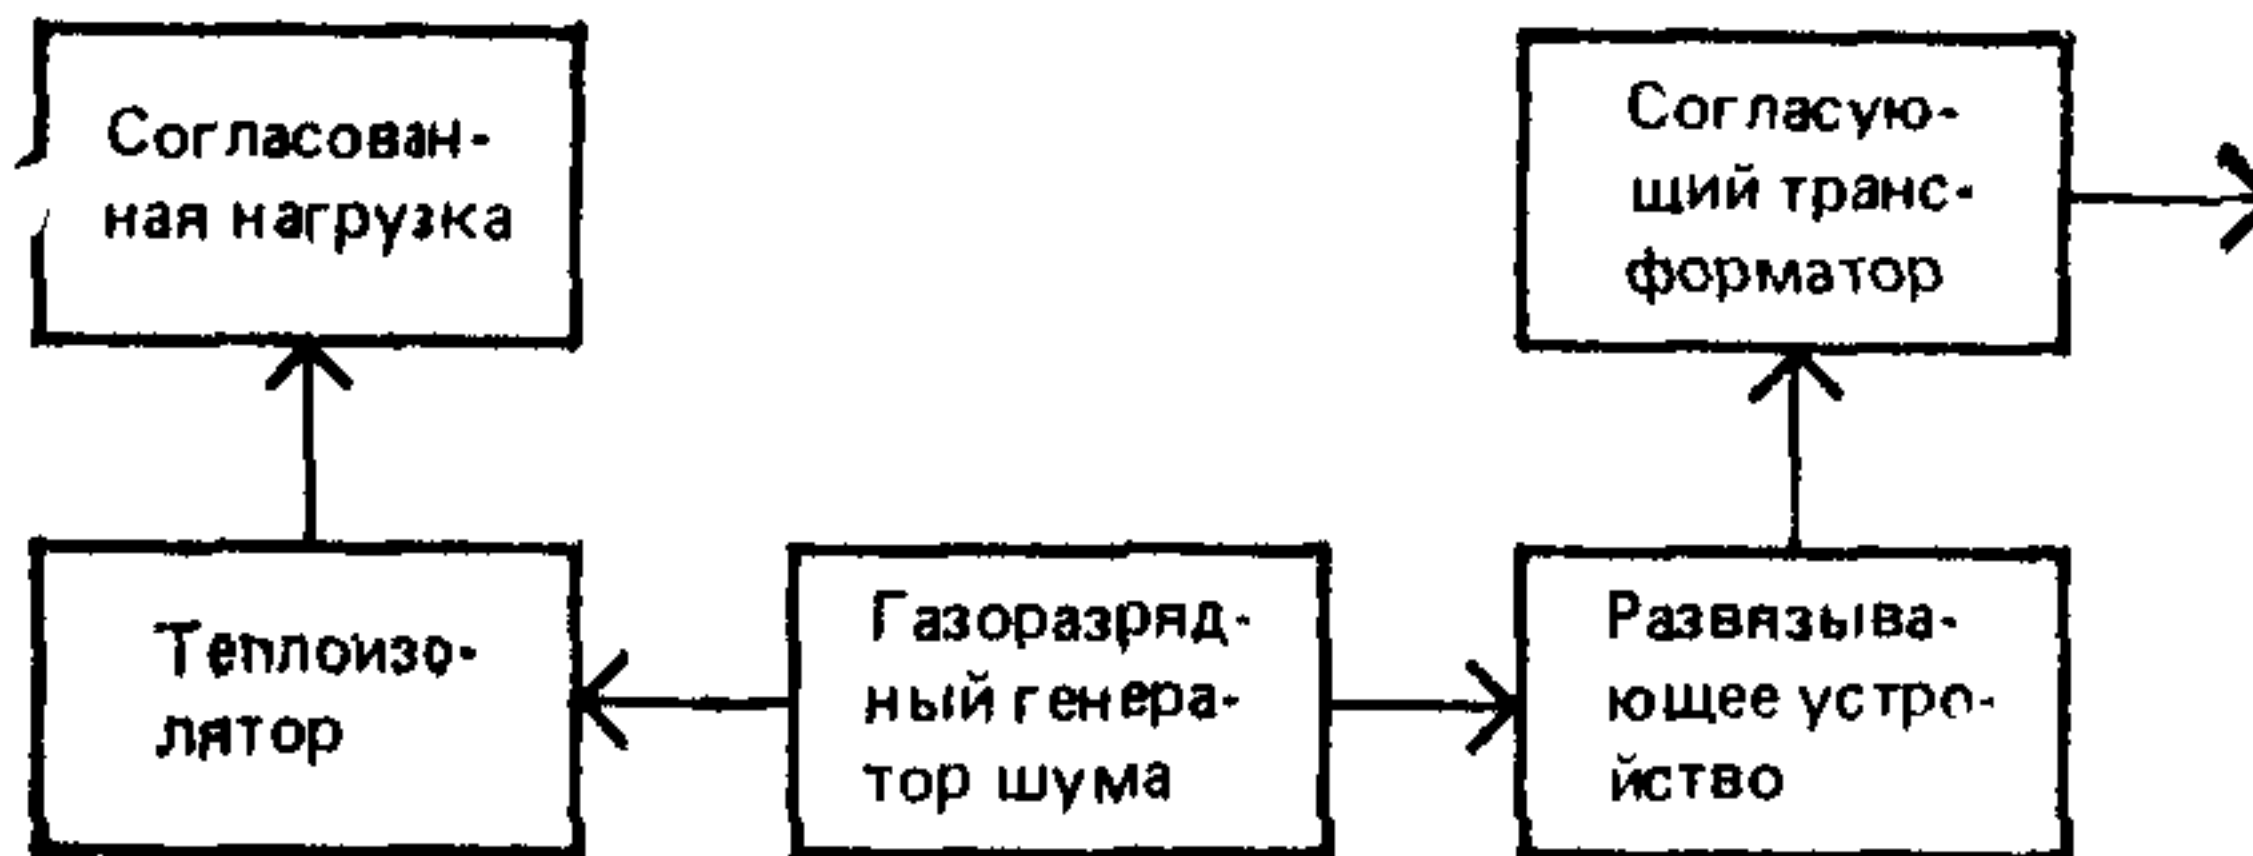 Согласован-
ная нагрузка
Согласую-
щий транс-
форматор
Теплоизо-
лятор
Газоразряд-
ный генера-
тор шума
Развязыва-
ющее устро-
йство